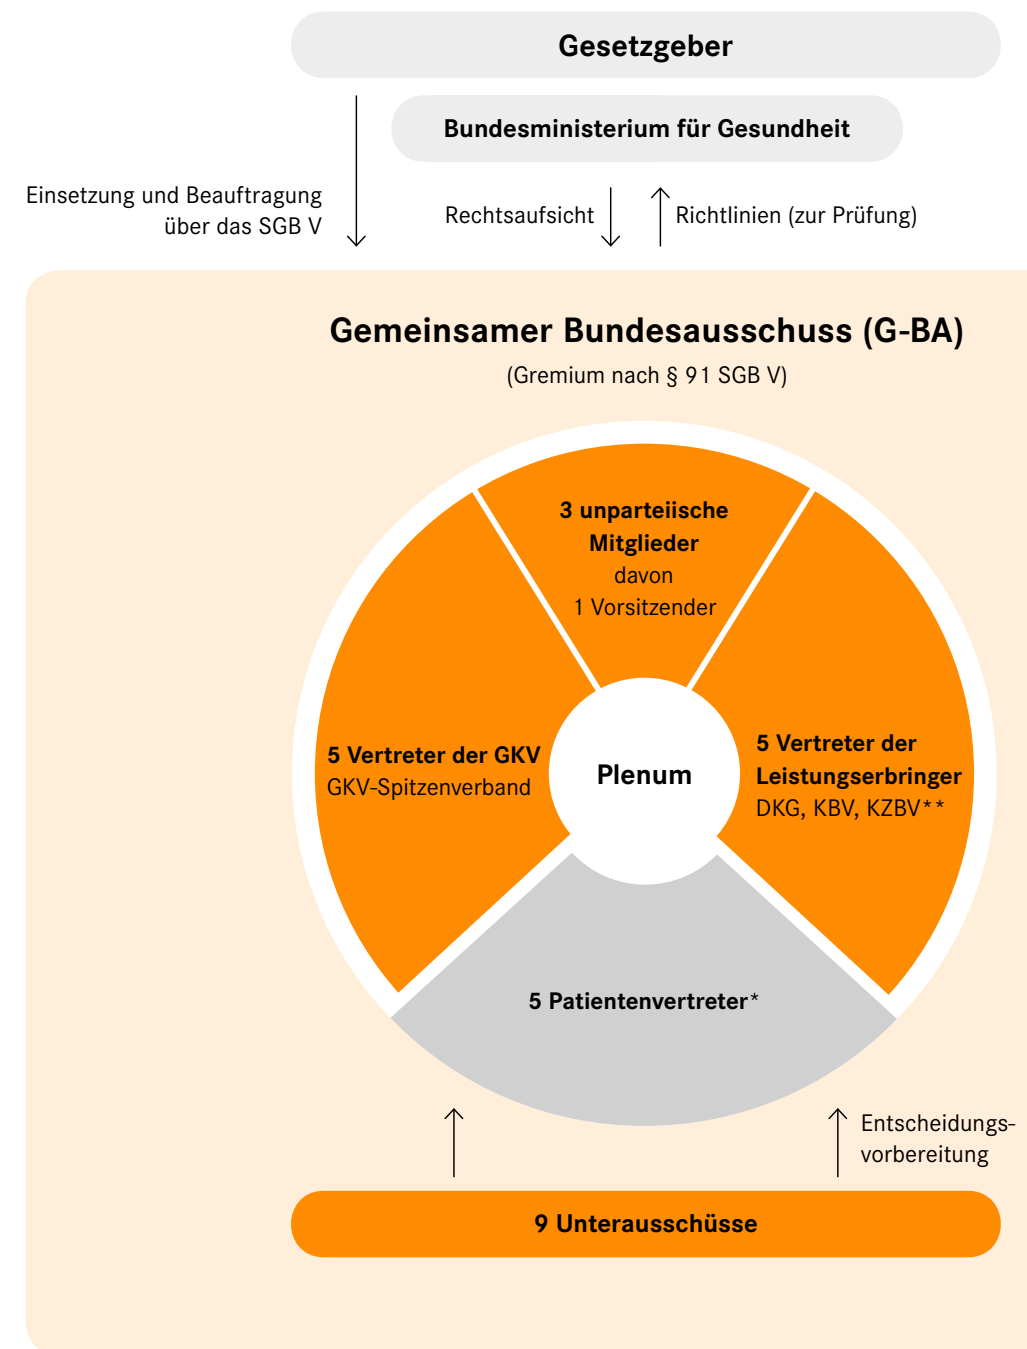 Gesetzgeber
Bundesministerium für Gesundheit
Einsetzung und Beauftragung
über das SGB V
Rechtsaufsicht
Richtlinien (zur Prüfung)
Gemeinsamer Bundesausschuss (G-BA)
(Gremium nach § 91 SGB V)
3 unparteiische
Mitglieder
davon
1 Vorsitzender
5 Vertreter der GKV
GKV-Spitzenverband
Plenum
5 Vertreter der
Leistungserbringer
DKG, KBV, KZBV**
5 Patientenvertreter*
Entscheidungs-
vorbereitung
9 Unterausschüsse